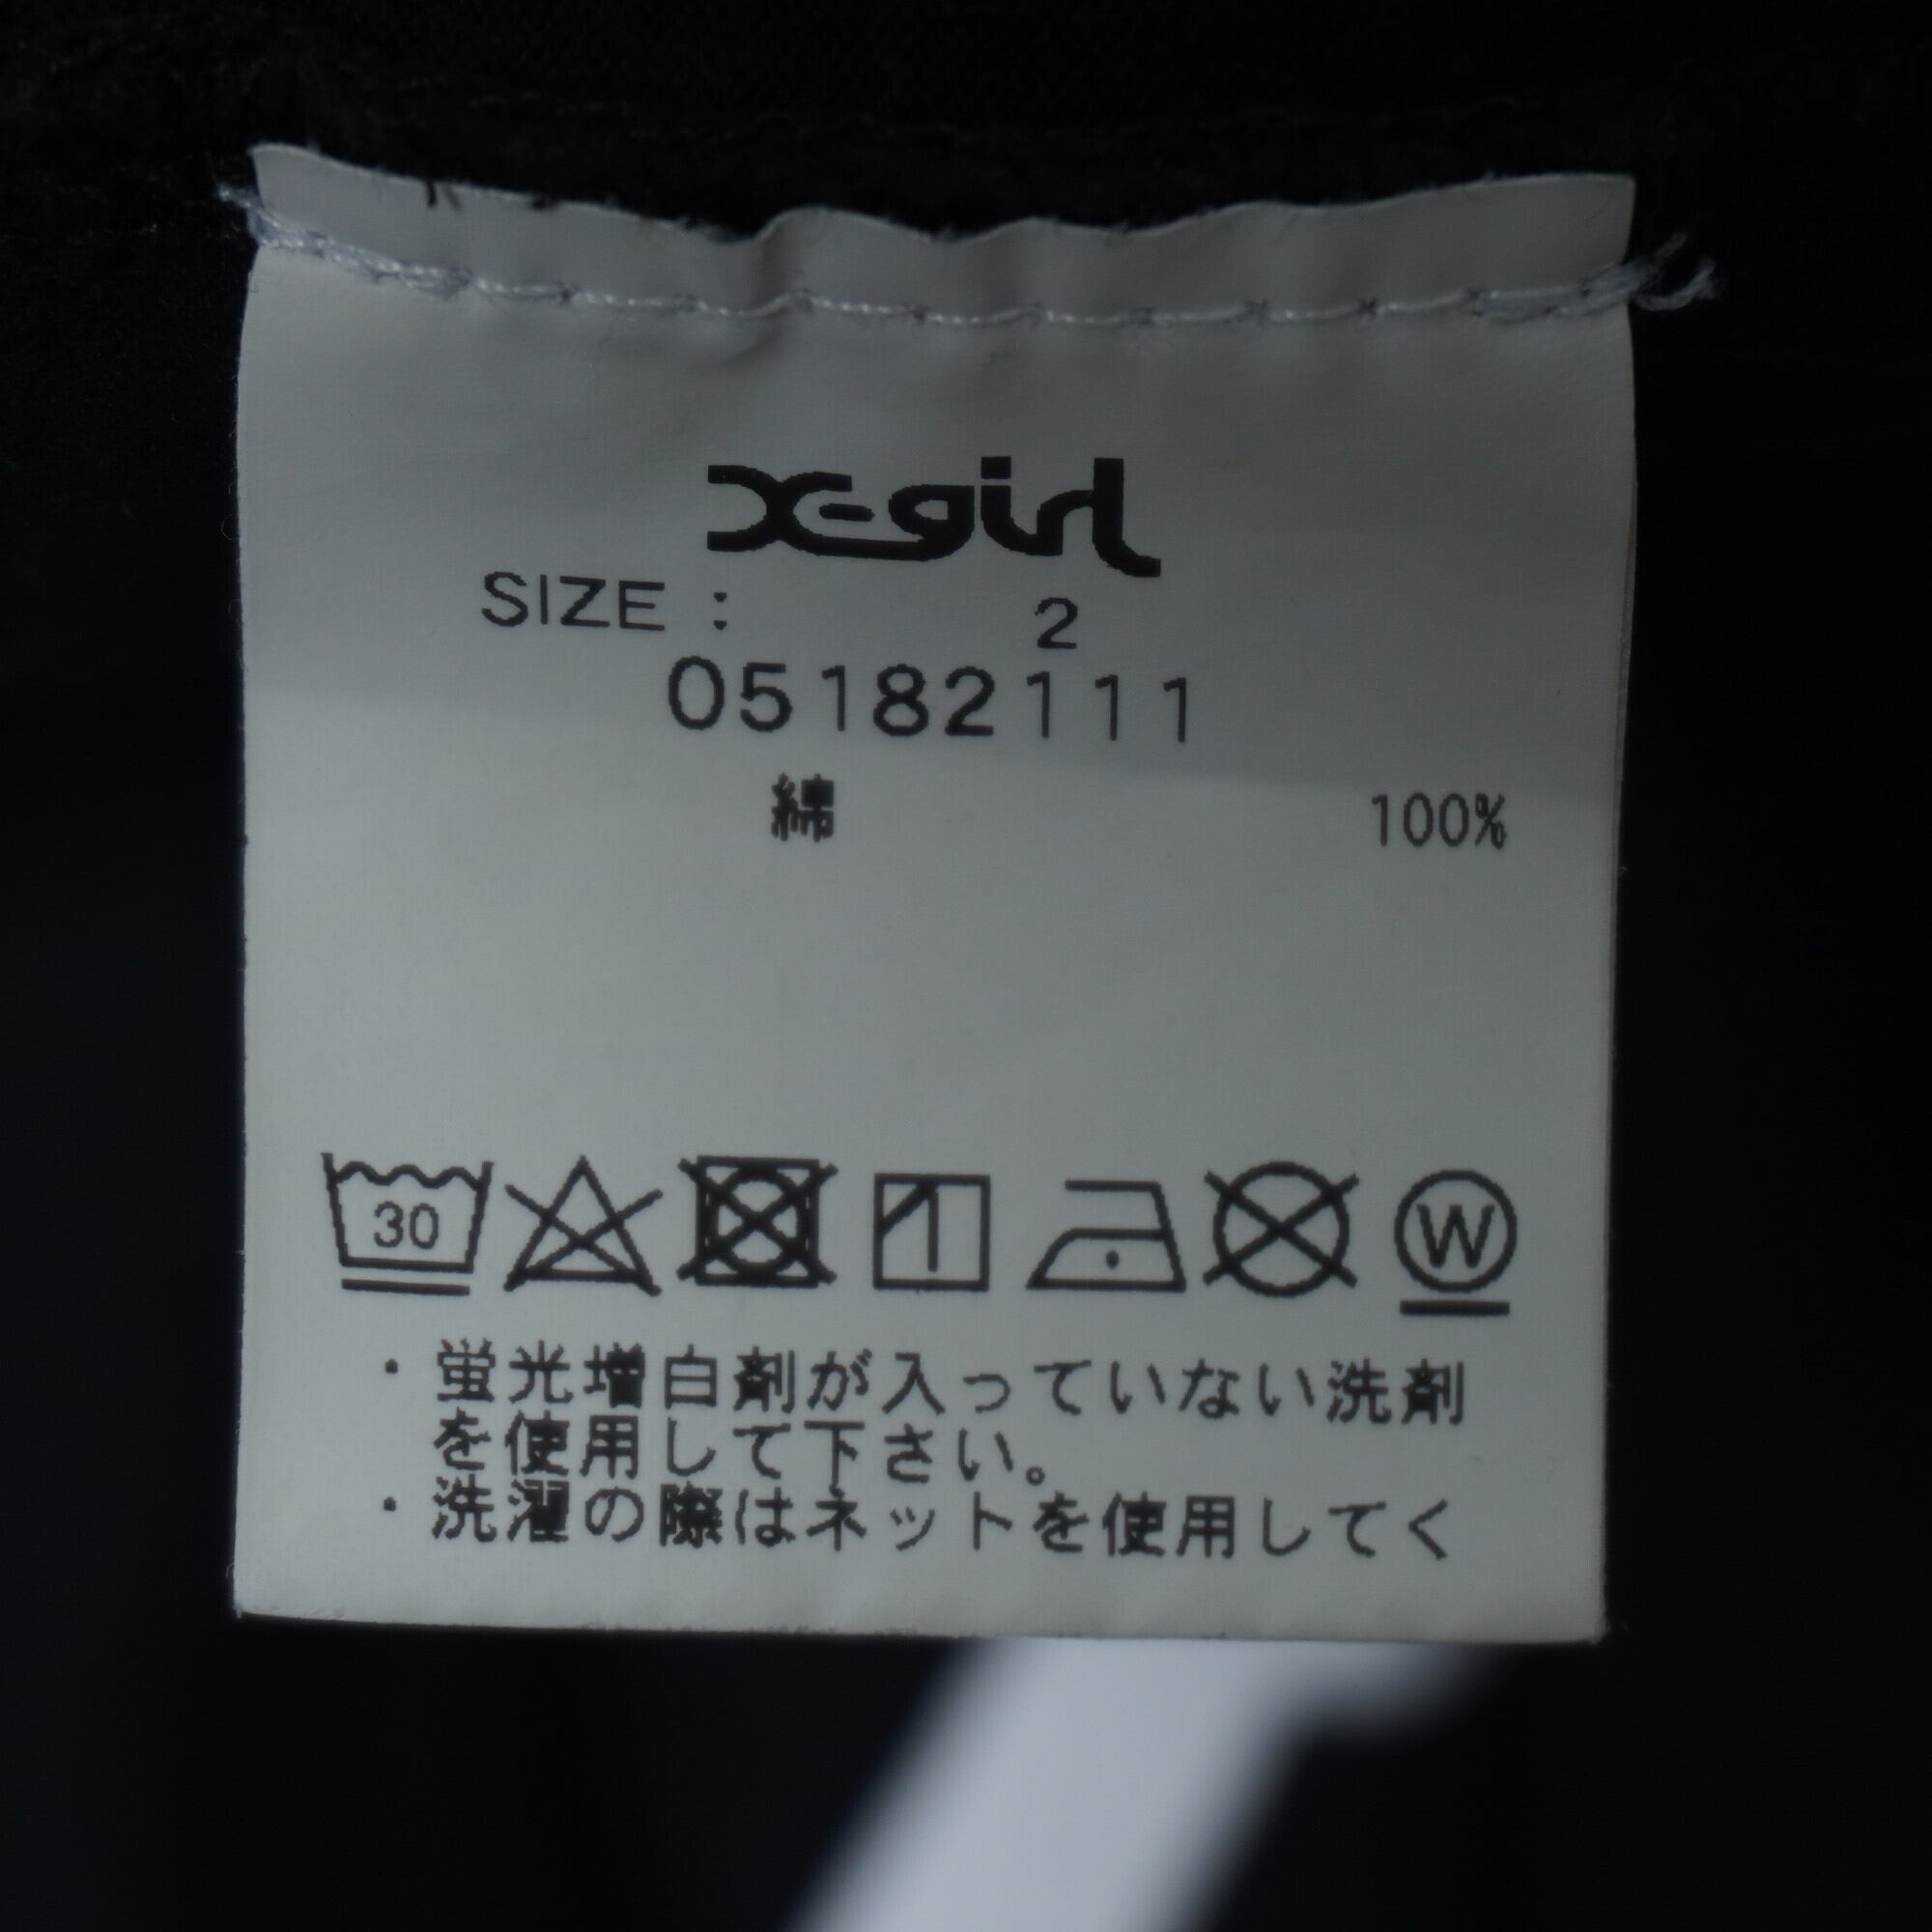 X-girl
SIZE : 2
05182111
綿 100%
30
W
・蛍光増白剤が入っていない洗剤
を使用して下さい。
・洗濯の際はネットを使用してく